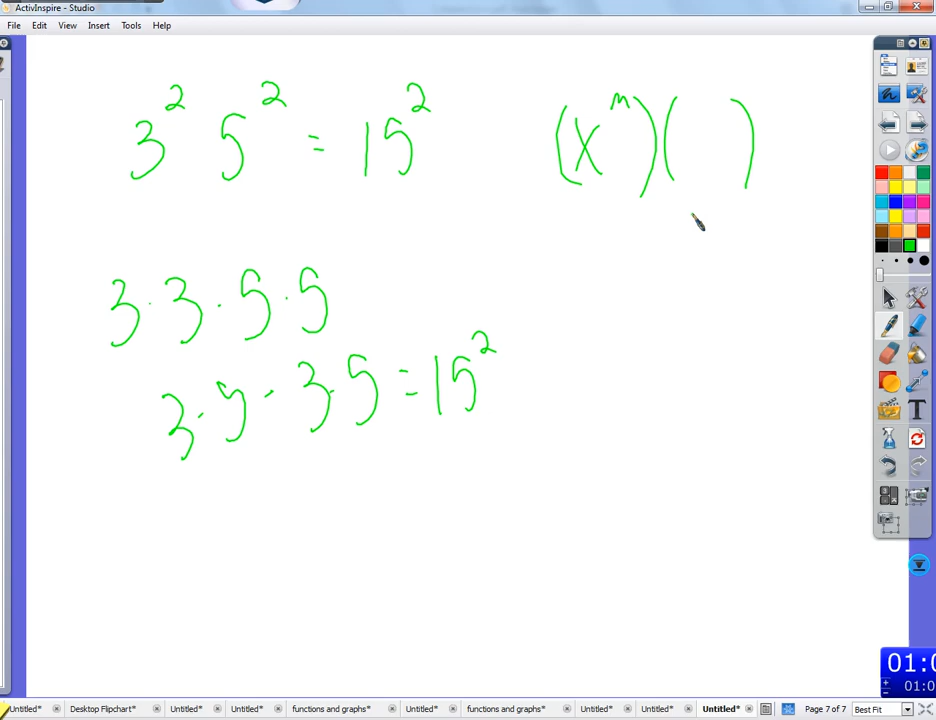 ActivInspire - Studio
File Edit View Insert Tools Help
3² 5² = 15²
(x^m)( )
3 · 3 · 5 · 5
3 · 5 · 3 · 5 = 15²
01:0
01:0
Untitled* Desktop Flipchart* Untitled* Untitled* functions and graphs* Untitled* functions and graphs* Untitled* Untitled* Untitled* Page 7 of 7 Best Fit